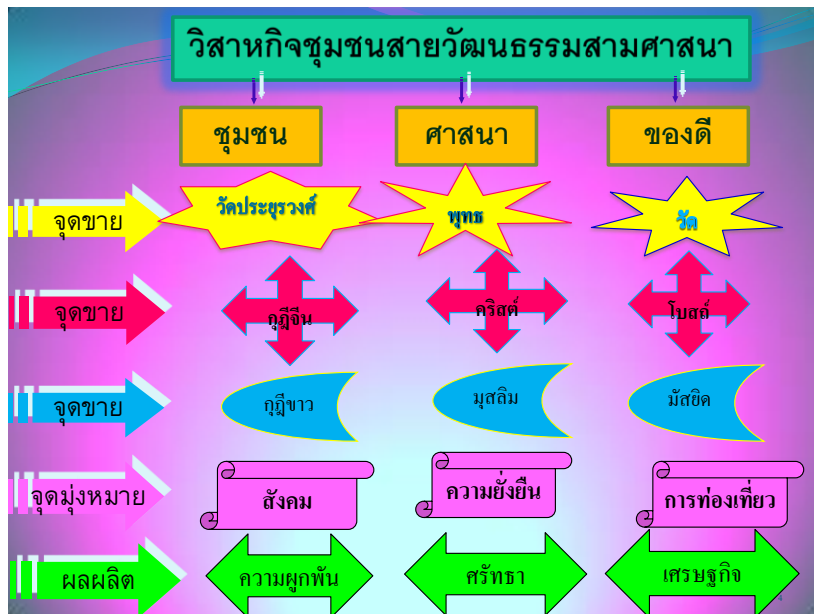 วิสาหกิจชุมชนสายวัฒนธรรมสามศาสนา
ชุมชน ศาสนา ของดี
จุดขาย วัดประยุรวงศ์ พุทธ วัด
จุดขาย กุฎีจีน คริสต์ โบสถ์
จุดขาย กุฎีขาว มุสลิม มัสยิด
จุดมุ่งหมาย สังคม ความยั่งยืน การท่องเที่ยว
ผลผลิต ความผูกพัน ศรัทธา เศรษฐกิจ